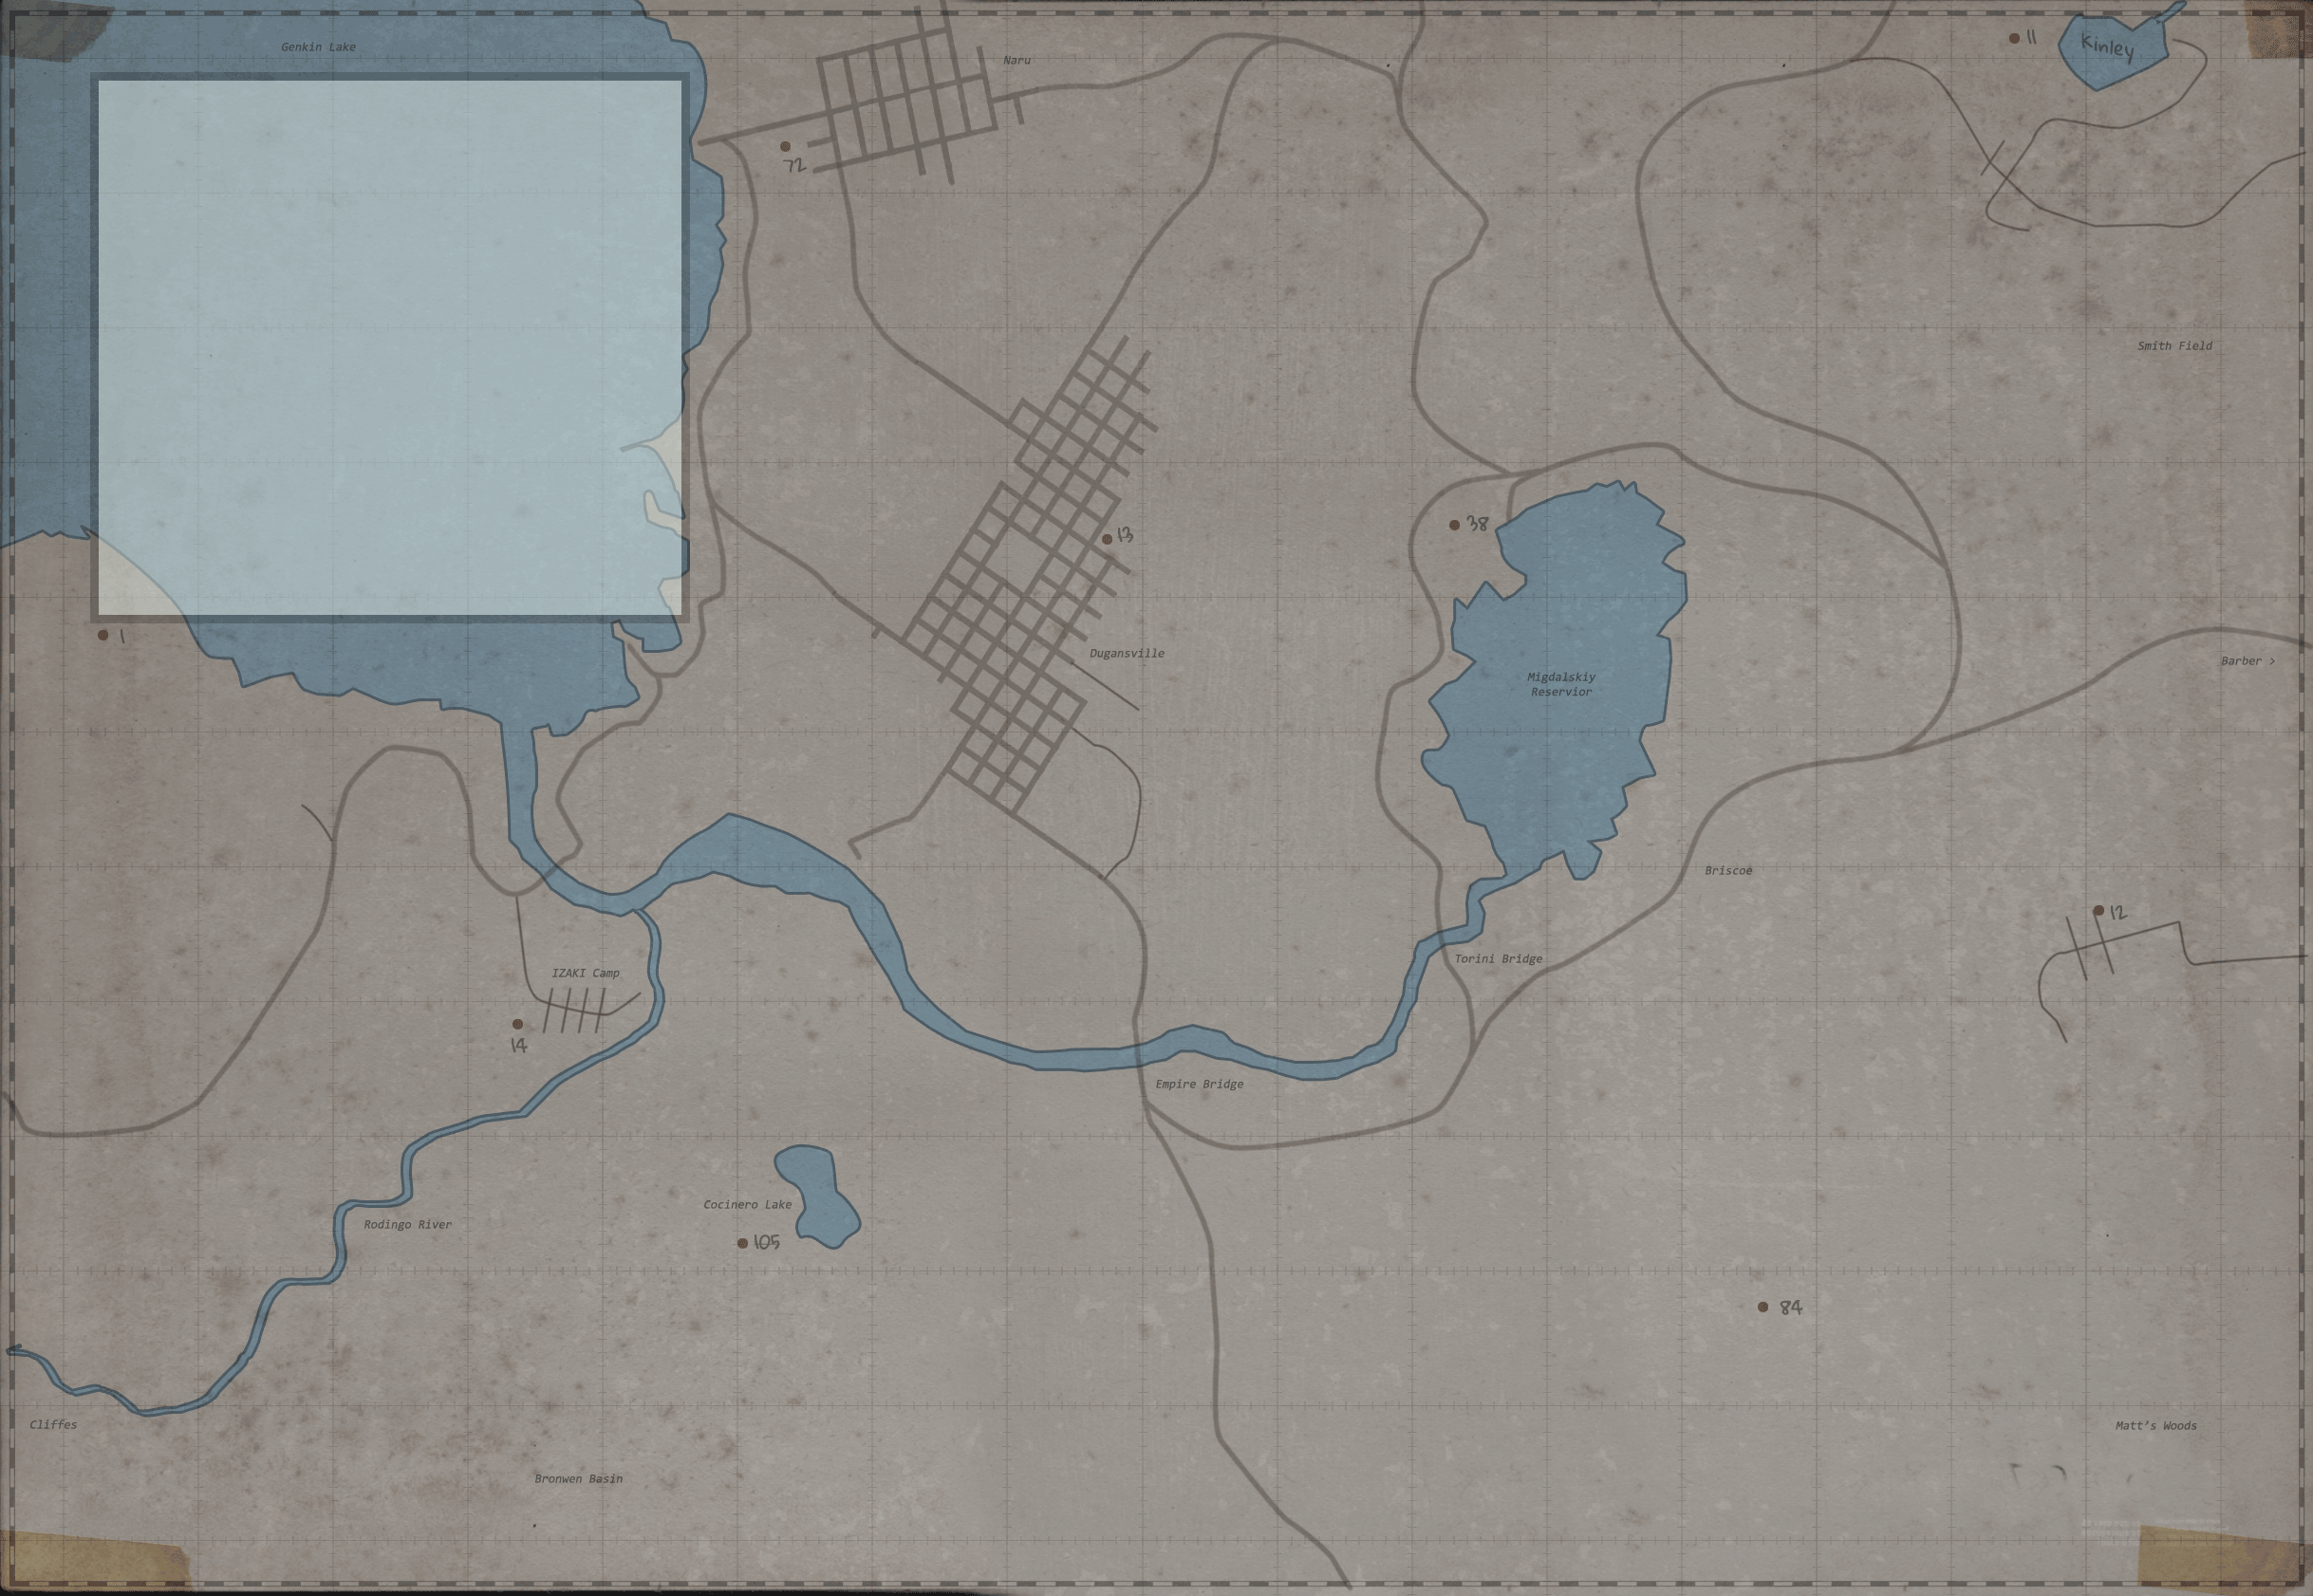 Genkin Lake
Naru
11
Kinley
72
Smith Field
38
13
1
Dugansville
Barber >
Migdalskiy
Reservior
Briscoe
12
Torini Bridge
IZAKI Camp
14
Empire Bridge
Cocinero Lake
Rodingo River
105
84
Cliffes
Matt's Woods
Bronwen Basin